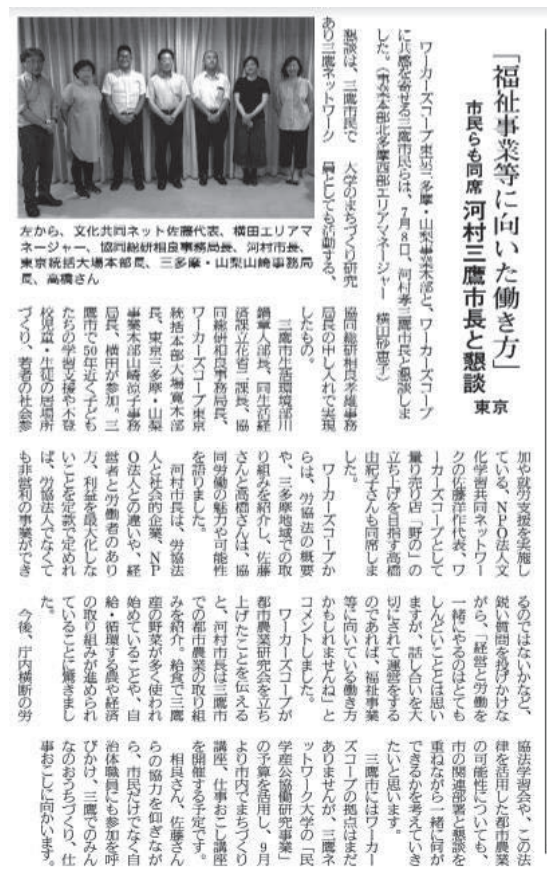 「福祉事業等に向いた働き方」
市民らも同席 河村三鷹市長と懇談 東京
ワーカーズコープ東京三多摩・山梨事業本部と、ワーカーズコープ
に共感を寄せる三鷹市民らは、7月8日、河村孝三鷹市長と懇談しま
した。(東京本部北多摩西部エリアマネージャー 横田砂恵子)
懇談は、三鷹市民で
あり三鷹ネットワーク
大学のまちづくり研究
員としても活動する、
左から、文化共同ネット佐藤代表、横田エリアマ
ネージャー、協同総研相良事務局長、河村市長、
東京統括大場本部長、三多摩・山梨山崎事務局
長、高橋さん
協同総研相良孝雄事務
局長の申し入れで実現
したもの。
三鷹市生活環境部川
鍋章人部長、同生活経
済課立花省二課長、協
同総研相良事務局長、
ワーカーズコープ東京
統括本部大場寛本部
長、東京三多摩・山梨
事業本部山崎涼子事務
局長、横田が参加。三
鷹市で50年近く子ども
たちの学習支援や不登
校児童・生徒の居場所
づくり、若者の社会参
加や就労支援を実施し
ている、NPO法人文
化学習共同ネットワー
クの佐藤洋作代表、ワ
ーカーズコープとして
量り売り店「野の」の
立ち上げを目指す高橋
由紀子さんも同席しま
した。
ワーカーズコープか
らは、労協法の概要
や、三多摩地域での取
り組みを紹介し、佐藤
さんと高橋さんは、協
同労働の魅力や可能性
を語りました。
河村市長は、労協法
人と社会的企業、NP
O法人との違いや、経
営者と労働者のあり
方、利益を最大化しな
いことを定款で定めれ
ば、労協法人でなくて
も非営利の事業ができ
るのではないかなど、
鋭い質問を投げかけな
がら、「経営と労働を
一緒にやるのはとても
しんどいことは思い
ますが、話し合いを大
切にされて運営をする
のであれば、福祉事業
等に向いている働き方
かもしれませんね」と
コメントしました。
ワーカーズコープが
都市農業研究会を立ち
上げたことを伝える
と、河村市長は三鷹市
での都市農業の取り組
みを紹介。給食で三鷹
産の野菜が多く使われ
始めていることや、自
給・循環する農や経済
の取り組みが進められ
ていることに驚きまし
た。
今後、庁内横断の労
協法学習会や、この法
律を活用した都市農業
の可能性についても、
市の関連部署と懇談を
重ねながら一緒に何が
できるかを考えていき
たいと思います。
三鷹市にはワーカー
ズコープの拠点はまだ
ありませんが、三鷹ネ
ットワーク大学の「民
学産公協働研究事業」
の予算を活用し、9月
より市内でまちづくり
講座、仕事おこし講座
を開催する予定です。
相良さん、佐藤さん
らの協力を仰ぎなが
ら、市民だけでなく自
治体職員にも参加を呼
びかけ、三鷹でのみん
なのおうちづくり、仕
事おこしに向かいます。